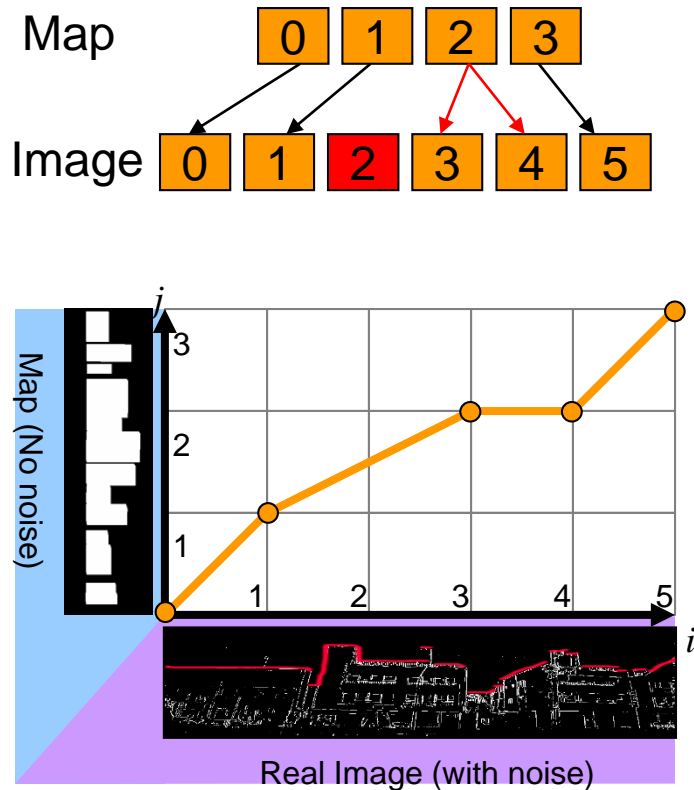 Map 0 1 2 3
Image 0 1 2 3 4 5
j
3
2
1
1 2 3 4 5
i
Map (No noise)
Real Image (with noise)